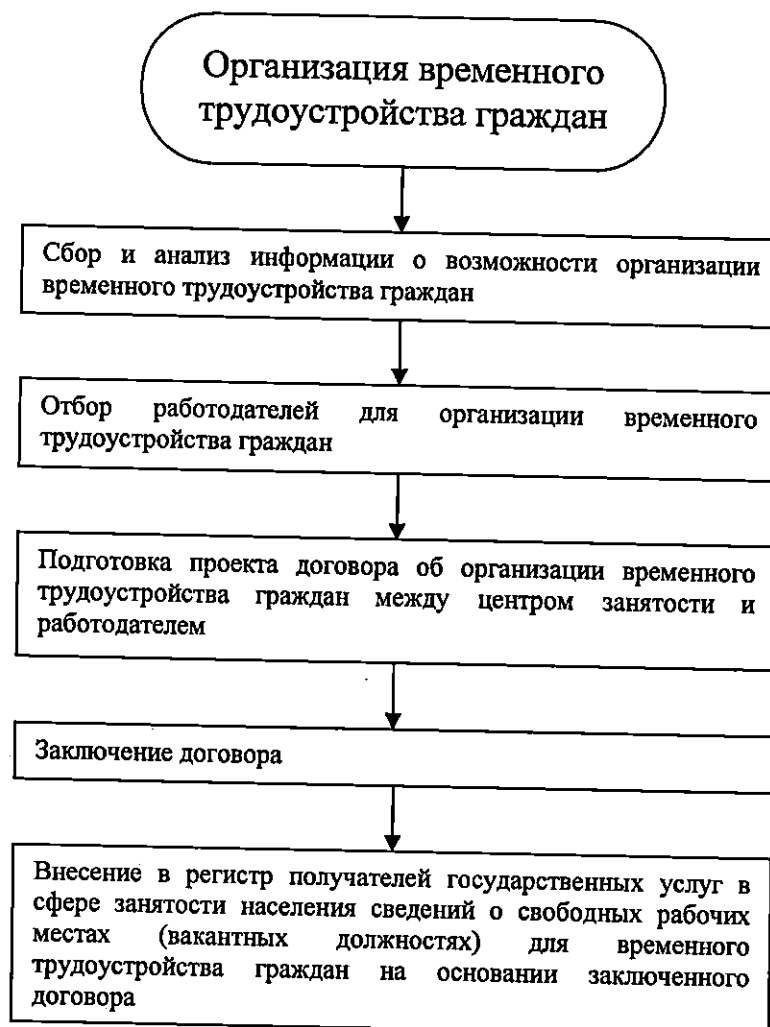 Организация временного
трудоустройства граждан
Сбор и анализ информации о возможности организации
временного трудоустройства граждан
Отбор работодателей для организации временного
трудоустройства граждан
Подготовка проекта договора об организации временного
трудоустройства граждан между центром занятости и
работодателем
Заключение договора
Внесение в регистр получателей государственных услуг в
сфере занятости населения сведений о свободных рабочих
местах (вакантных должностях) для временного
трудоустройства граждан на основании заключенного
договора